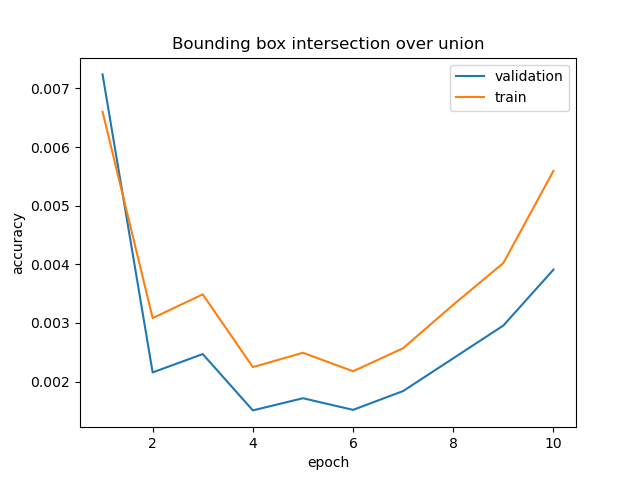 Bounding box intersection over union
validation
train
accuracy
0.007
0.006
0.005
0.004
0.003
0.002
2 4 6 8 10
epoch